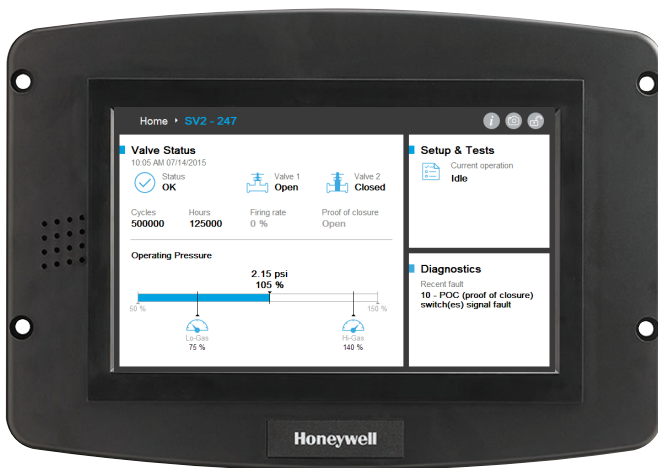 Home ‣ SV2 - 247
i
Valve Status
10:05 AM 07/14/2015
Status
OK
Valve 1
Open
Valve 2
Closed
Cycles
500000
Hours
125000
Firing rate
0 %
Proof of closure
Open
Operating Pressure
2.15 psi
105 %
50 %
150 %
Lo-Gas
75 %
Hi-Gas
140 %
Setup & Tests
Current operation
Idle
Diagnostics
Recent fault
10 - POC (proof of closure)
switch(es) signal fault
Honeywell